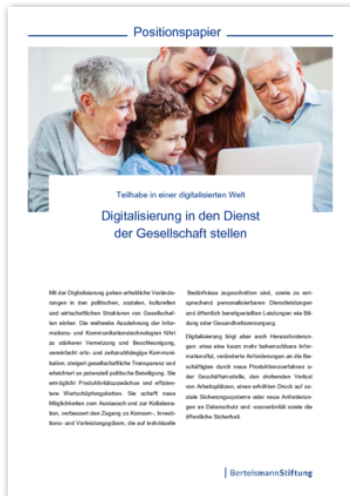 Positionspapier
Teilhabe in einer digitalisierten Welt
Digitalisierung in den Dienst
der Gesellschaft stellen
Mit der Digitalisierung gehen erhebliche Verände-
rungen in den politischen, sozialen, kulturellen
und wirtschaftlichen Strukturen von Gesellschaf-
ten einher. Die weltweite Ausdehnung der Infor-
mations- und Kommunikationstechnologien führt
zu stärkerer Vernetzung und Beschleunigung,
vereinfacht orts- und zeitunabhängige Kommuni-
kation, steigert gesellschaftliche Transparenz und
erleichtert so potenziell politische Beteiligung. Sie
ermöglicht Produktivitätszuwächse und effizien-
tere Wertschöpfungsketten. Sie schafft neue
Möglichkeiten zum Austausch und zur Kollabora-
tion, verbessert den Zugang zu Konsum-, Investi-
tions- und Vorleistungsgütern, die auf individuelle
Bedürfnisse zugeschnitten sind, sowie zu ent-
sprechend personalisierbaren Dienstleistungen
und öffentlich bereitgestellten Leistungen wie Bil-
dung oder Gesundheitsversorgung.
Digitalisierung birgt aber auch Herausforderun-
gen: etwa eine kaum mehr beherrschbare Infor-
mationsflut, veränderte Anforderungen an die Be-
schäftigten durch neue Produktionsverfahren o-
der Geschäftsmodelle, den drohenden Verlust
von Arbeitsplätzen, einen erhöhten Druck auf so-
ziale Sicherungssysteme oder neue Anforderun-
gen an Datenschutz und -souveränität sowie die
öffentliche Sicherheit.
BertelsmannStiftung